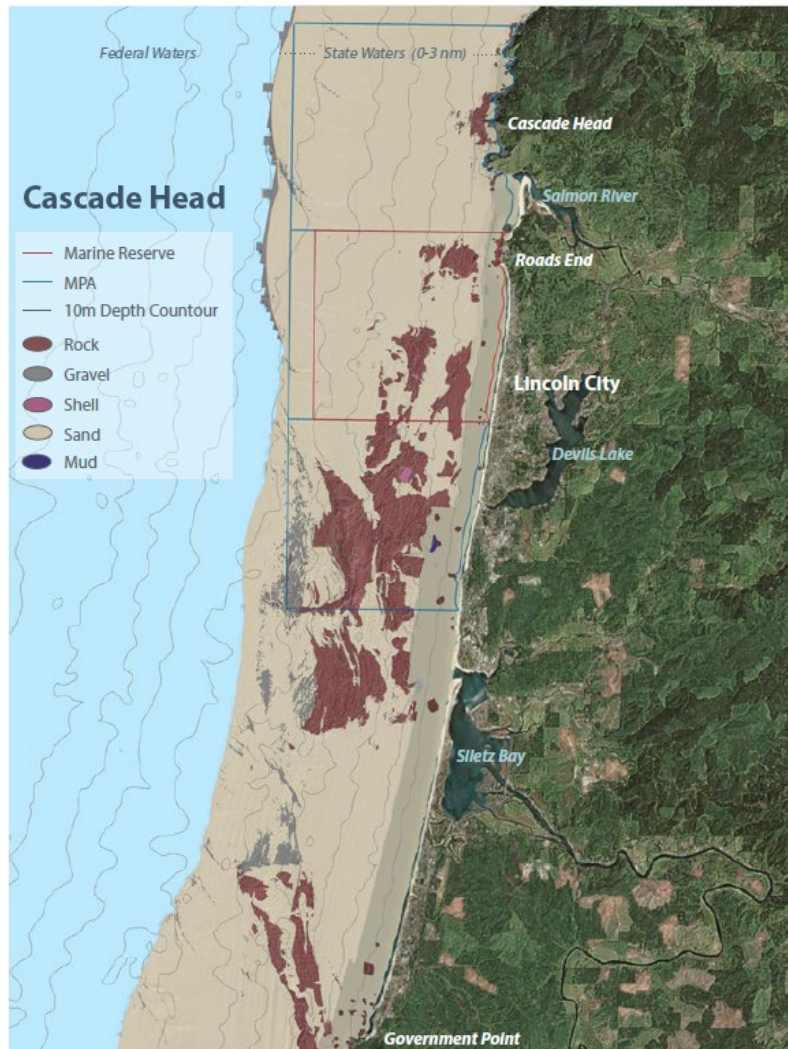 Federal Waters
State Waters (0-3 nm)
Cascade Head
Salmon River
Cascade Head
Marine Reserve
MPA
10m Depth Countour
Rock
Gravel
Shell
Sand
Mud
Roads End
Lincoln City
Devils Lake
Siletz Bay
Government Point